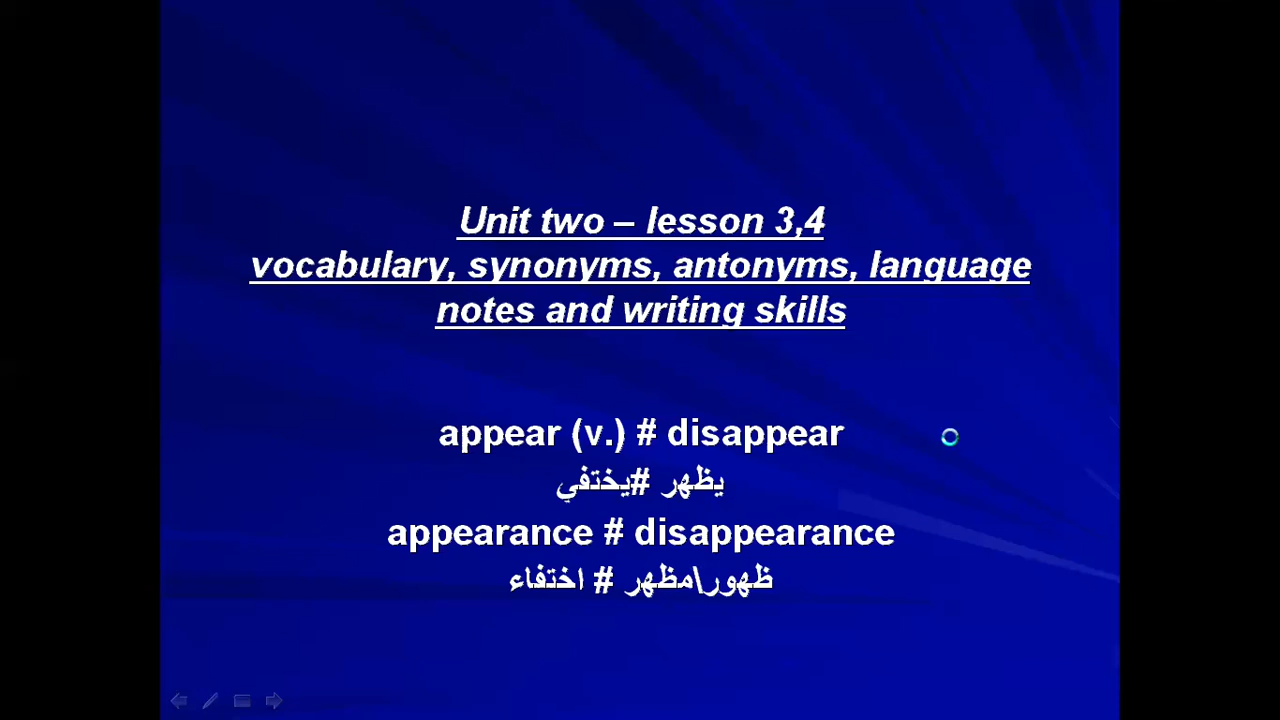 Unit two – lesson 3,4
vocabulary, synonyms, antonyms, language
notes and writing skills
appear (v.) # disappear
يظهر #يختفي
appearance # disappearance
ظهور\مظهر # اختفاء